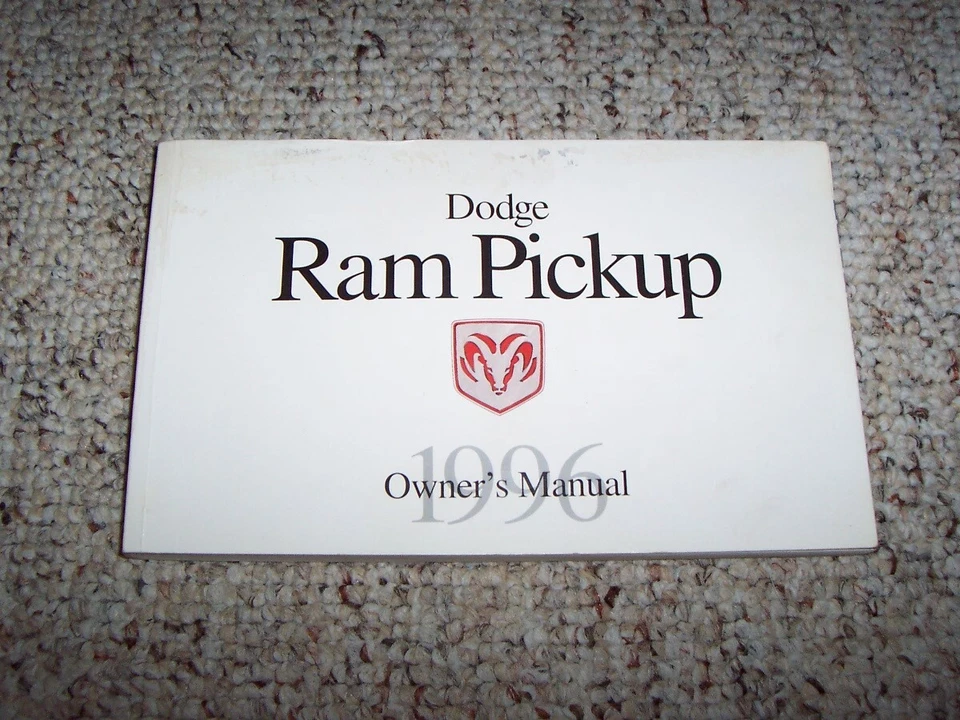 Dodge
Ram Pickup
1996
Owner's Manual